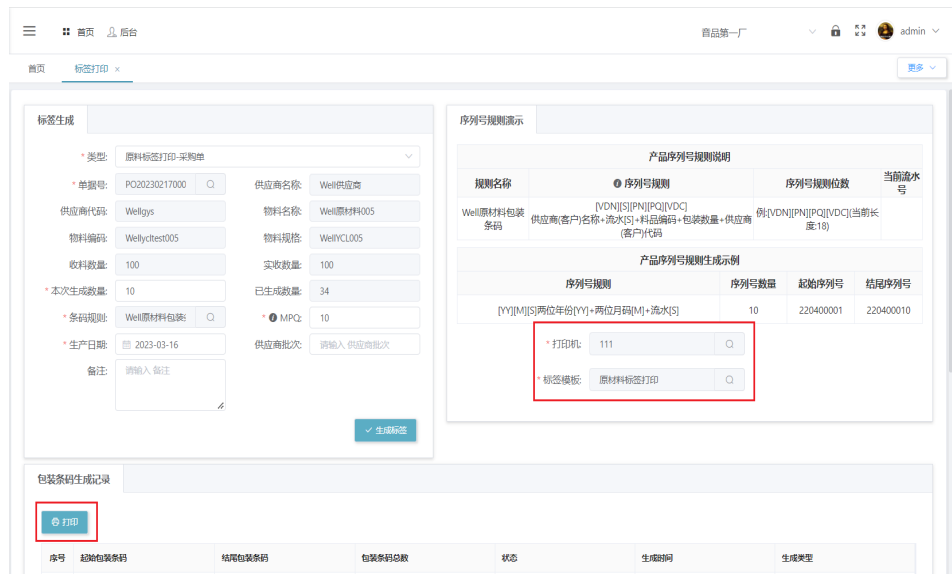 首页 后台 音品第一厂 admin
首页 标签打印 × 更多
标签生成
* 类型: 原料标签打印-采购单
* 单据号: PO20230217000 供应商名称: Well供应商
供应商代码: Wellgys 物料名称: Well原材料005
物料编码: Wellycltest005 物料规格: WellYCL005
收料数量: 100 实收数量: 100
* 本次生成数量: 10 已生成数量: 34
* 条码规则: Well原材料包装 * MPQ: 10
* 生产日期: 2023-03-16 供应商批次: 请输入 供应商批次
备注: 请输入 备注
✓ 生成标签
序列号规则演示
产品序列号规则说明
规则名称 序列号规则 序列号规则位数 当前流水
号
Well原材料包装
条码
[VDN][S][PN][PQ][VDC]
供应商(客户)名称+流水[S]+料品编码+包装数量+供应商
(客户)代码
例:[VDN][PN][PQ][VDC](当前长
度:18)
产品序列号规则生成示例
序列号规则 序列号数量 起始序列号 结尾序列号
[YY][M][S]两位年份[YY]+两位月码[M]+流水[S] 10 220400001 220400010
* 打印机: 111
* 标签模板: 原材料标签打印
包装条码生成记录
打印
序号 起始包装条码 结尾包装条码 包装条码总数 状态 生成时间 生成类型